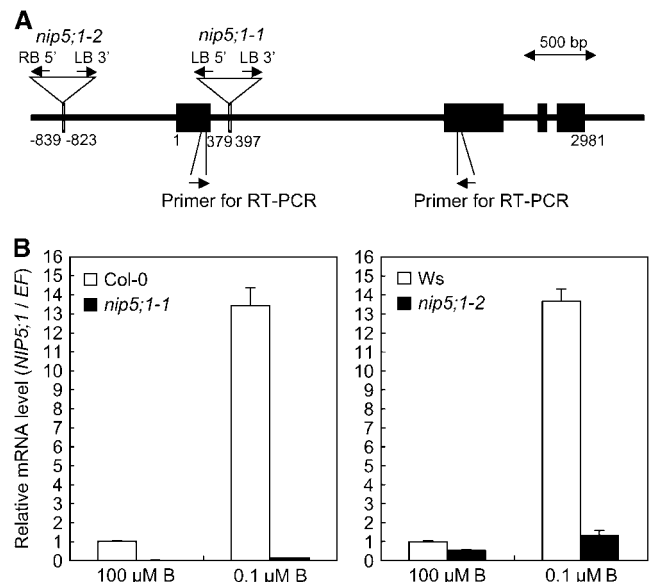 A
nip5;1-2
nip5;1-1
500 bp
RB 5’ LB 3’
LB 5’ LB 3’
-839 -823
1
379 397
2981
Primer for RT-PCR
Primer for RT-PCR
B
Relative mRNA level (NIP5;1 / EF)
16
15
14
13
12
11
10
9
8
7
6
5
4
3
2
1
0
Col-0
nip5;1-1
100 μM B
0.1 μM B
16
15
14
13
12
11
10
9
8
7
6
5
4
3
2
1
0
Ws
nip5;1-2
100 μM B
0.1 μM B